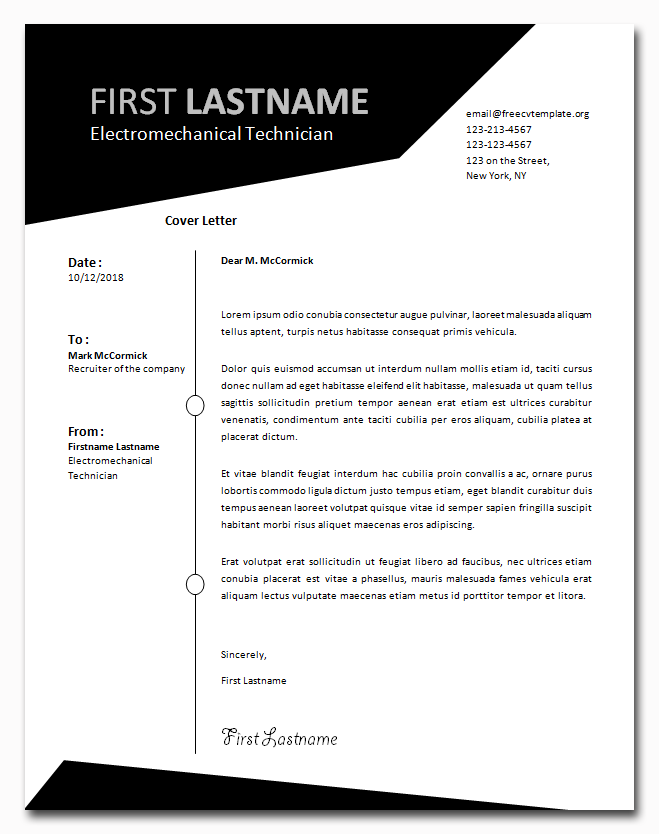 FIRST LASTNAME
Electromechanical Technician
email@freecvtemplate.org
123-213-4567
123-123-4567
123 on the Street,
New York, NY
Cover Letter
Date :
10/12/2018
To :
Mark McCormick
Recruiter of the company
From :
Firstname Lastname
Electromechanical
Technician
Dear M. McCormick
Lorem ipsum odio conubia consectetur augue pulvinar, laoreet malesuada aliquam
tellus aptent, turpis netus habitasse consequat primis vehicula.
Dolor quis euismod accumsan ut interdum nullam mollis etiam id, taciti cursus
donec nullam ad eget habitasse eleifend elit habitasse, malesuada ut quam tellus
sagittis sollicitudin pretium tempor aenean erat etiam est ultrices curabitur
venenatis, condimentum ante taciti cubilia per eros aliquam, cubilia platea at
placerat dictum.
Et vitae blandit feugiat interdum hac cubilia proin convallis a ac, ornare purus
lobortis commodo ligula dictum justo tempus etiam, eget blandit curabitur duis
tempus aenean laoreet volutpat quisque vitae id semper sapien fringilla suscipit
habitant morbi risus aliquet maecenas eros adipiscing.
Erat volutpat erat sollicitudin ut feugiat libero ad faucibus, nec ultrices etiam
conubia placerat est vitae a phasellus, mauris malesuada fames vehicula erat
aliquam lectus vulputate maecenas etiam metus id porttitor tempor et litora.
Sincerely,
First Lastname
First Lastname